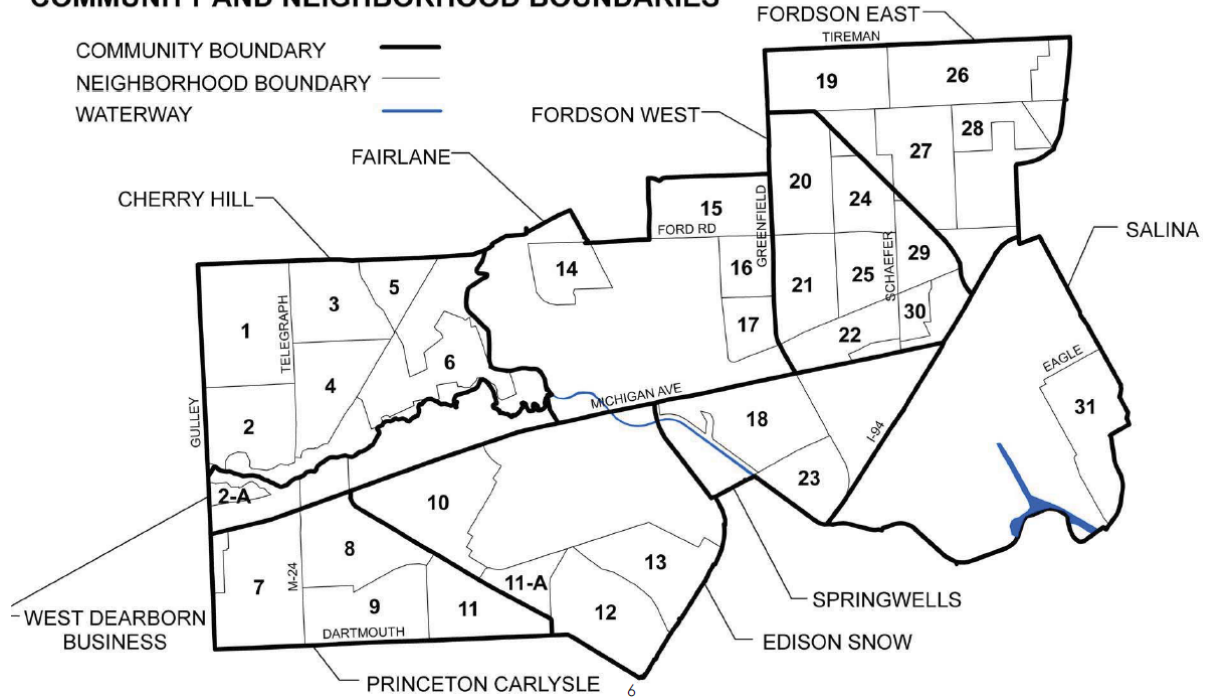 COMMUNITY AND NEIGHBORHOOD BOUNDARIES
COMMUNITY BOUNDARY
NEIGHBORHOOD BOUNDARY
WATERWAY
FORDSON EAST
TIREMAN
19
26
FORDSON WEST
28
27
FAIRLANE
20
24
CHERRY HILL
15
FORD RD
GREENFIELD
SALINA
14
16
21
25
SCHAEFER
29
5
3
1
TELEGRAPH
17
22
30
6
4
EAGLE
MICHIGAN AVE
31
2
GULLEY
18
I-94
23
2-A
10
8
13
7
M-24
11-A
9
11
12
DARTMOUTH
SPRINGWELLS
WEST DEARBORN
BUSINESS
EDISON SNOW
PRINCETON CARLYSLE
6